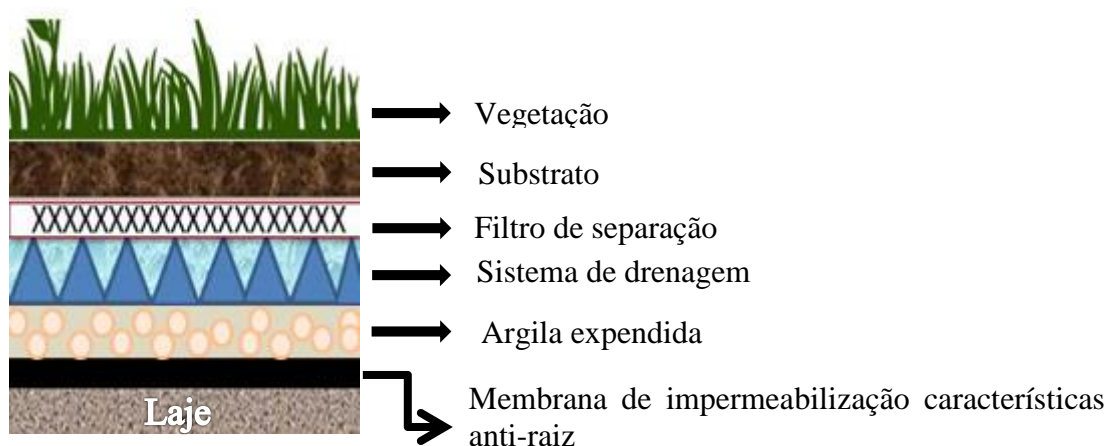 Vegetação
Substrato
Filtro de separação
Sistema de drenagem
Argila expendida
Membrana de impermeabilização características
anti-raiz
Laje